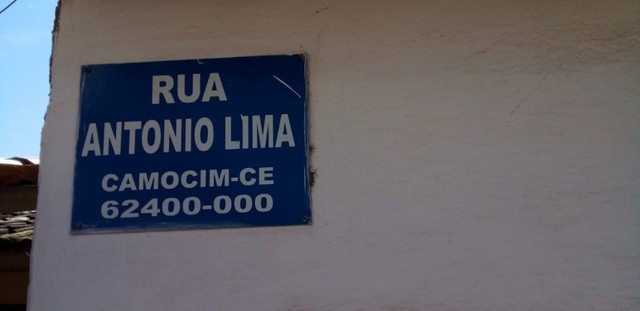 RUA
ANTONIO LIMA
CAMOCIM-CE
62400-000